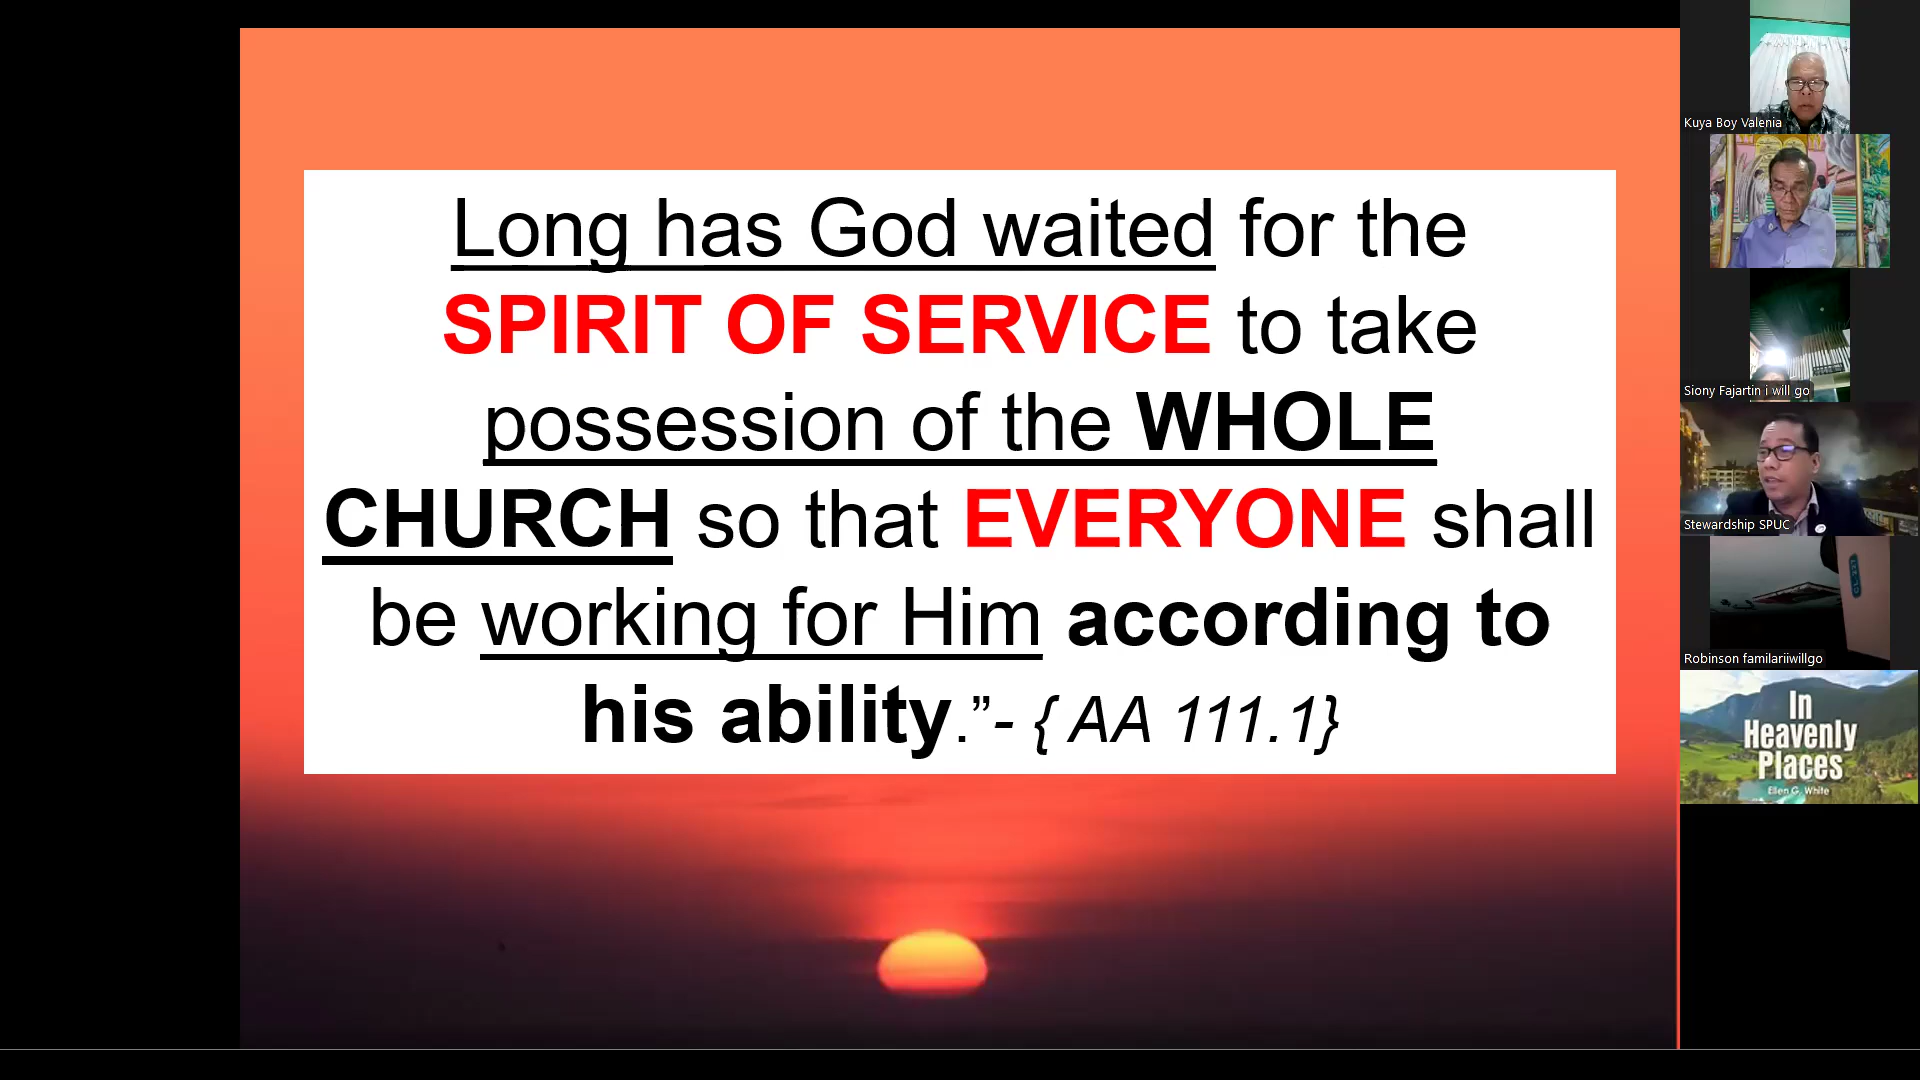 Long has God waited for the
SPIRIT OF SERVICE to take
possession of the WHOLE
CHURCH so that EVERYONE shall
be working for Him according to
his ability.”- { AA 111.1}
Kuya Boy Valenia
Siony Fajartin i will go
Stewardship SPUC
Robinson familariiwillgo
In
Heavenly
Places
Ellen G. White